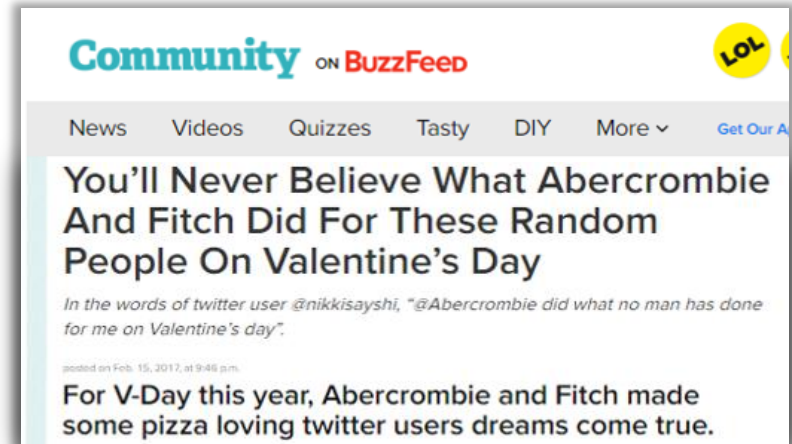 Community ON BuzzFeed
LOL
News Videos Quizzes Tasty DIY More Get Our A
You'll Never Believe What Abercrombie
And Fitch Did For These Random
People On Valentine's Day
In the words of twitter user @nikkisayshi, "@Abercrombie did what no man has done
for me on Valentine's day".
posted on Feb. 15, 2017, at 9:46 p.m.
For V-Day this year, Abercrombie and Fitch made
some pizza loving twitter users dreams come true.